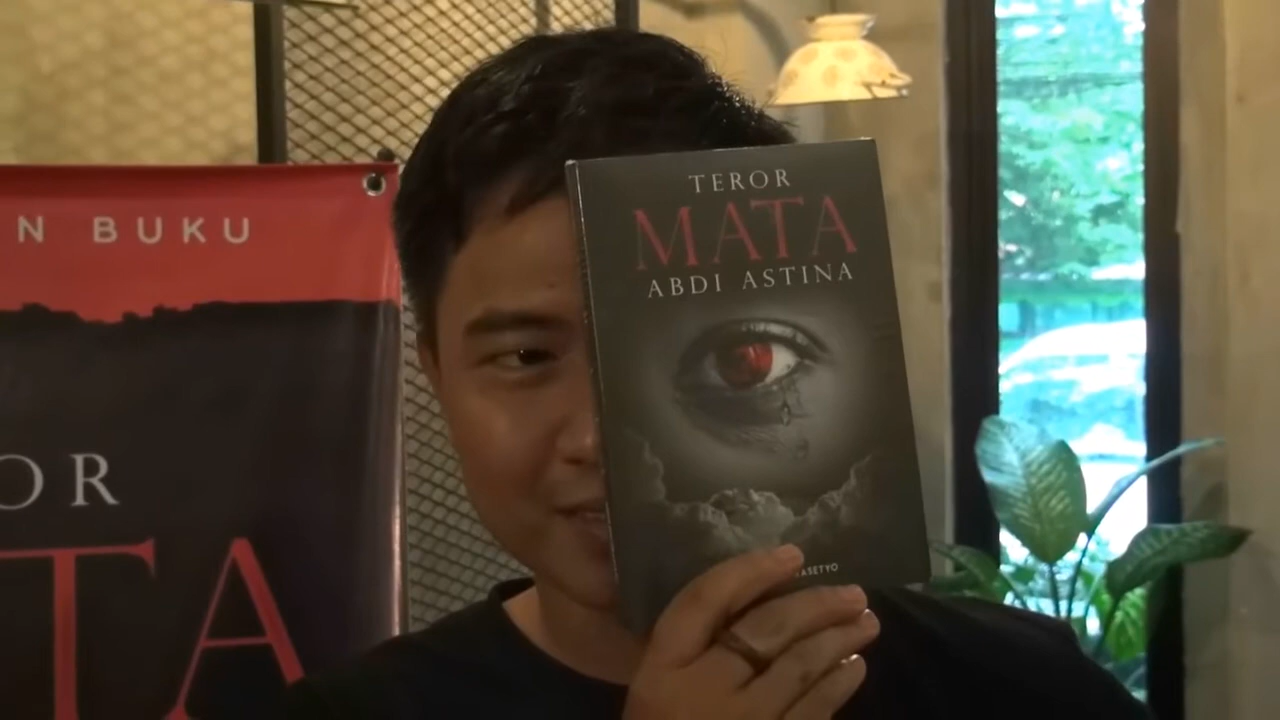 N BUKU
OR
TA
TEROR
MATA
ABDI ASTINA
ASETYO